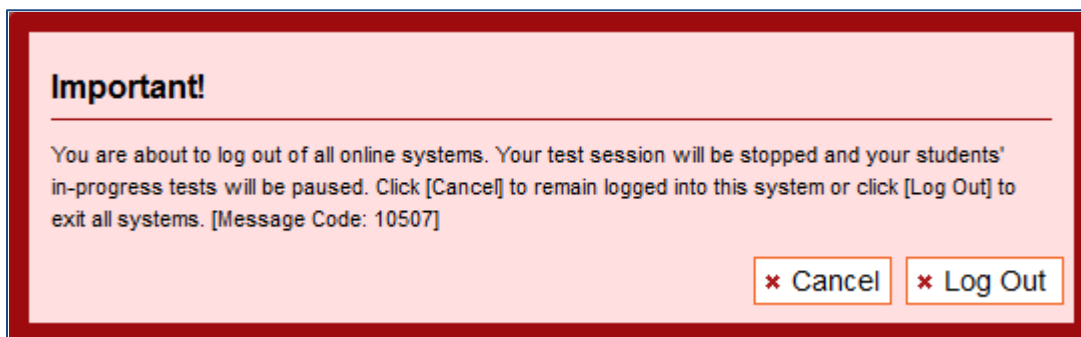 Important!
You are about to log out of all online systems. Your test session will be stopped and your students'
in-progress tests will be paused. Click [Cancel] to remain logged into this system or click [Log Out] to
exit all systems. [Message Code: 10507]
Cancel Log Out